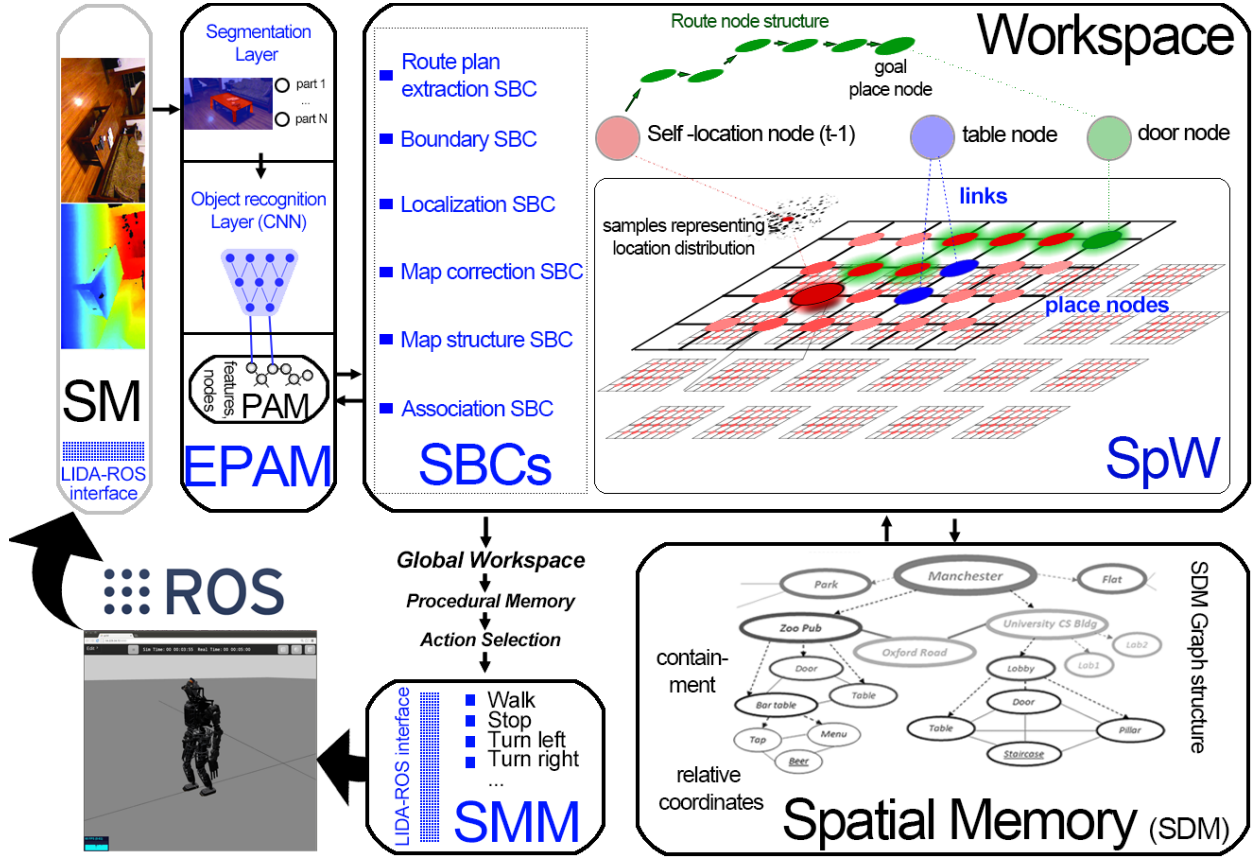 Segmentation
Layer
part 1
...
part N
Object recognition
Layer (CNN)
features,
nodes
PAM
EPAM
SM
LIDA-ROS
interface
Route plan
extraction SBC
Boundary SBC
Localization SBC
Map correction SBC
Map structure SBC
Association SBC
SBCs
Workspace
Route node structure
goal
place node
Self -location node (t-1)
table node
door node
links
samples representing
location distribution
place nodes
SpW
ROS
Global Workspace
Procedural Memory
Action Selection
LIDA-ROS interface
Walk
Stop
Turn left
Turn right
...
SMM
SDM Graph structure
Manchester
Park
Flat
Zoo Pub
University CS Bldg
Oxford Road
Lab1
Lab2
Door
Lobby
Table
Bar table
Door
Tap
Menu
Table
Pillar
Beer
Staircase
contain-
ment
relative
coordinates
Spatial Memory (SDM)